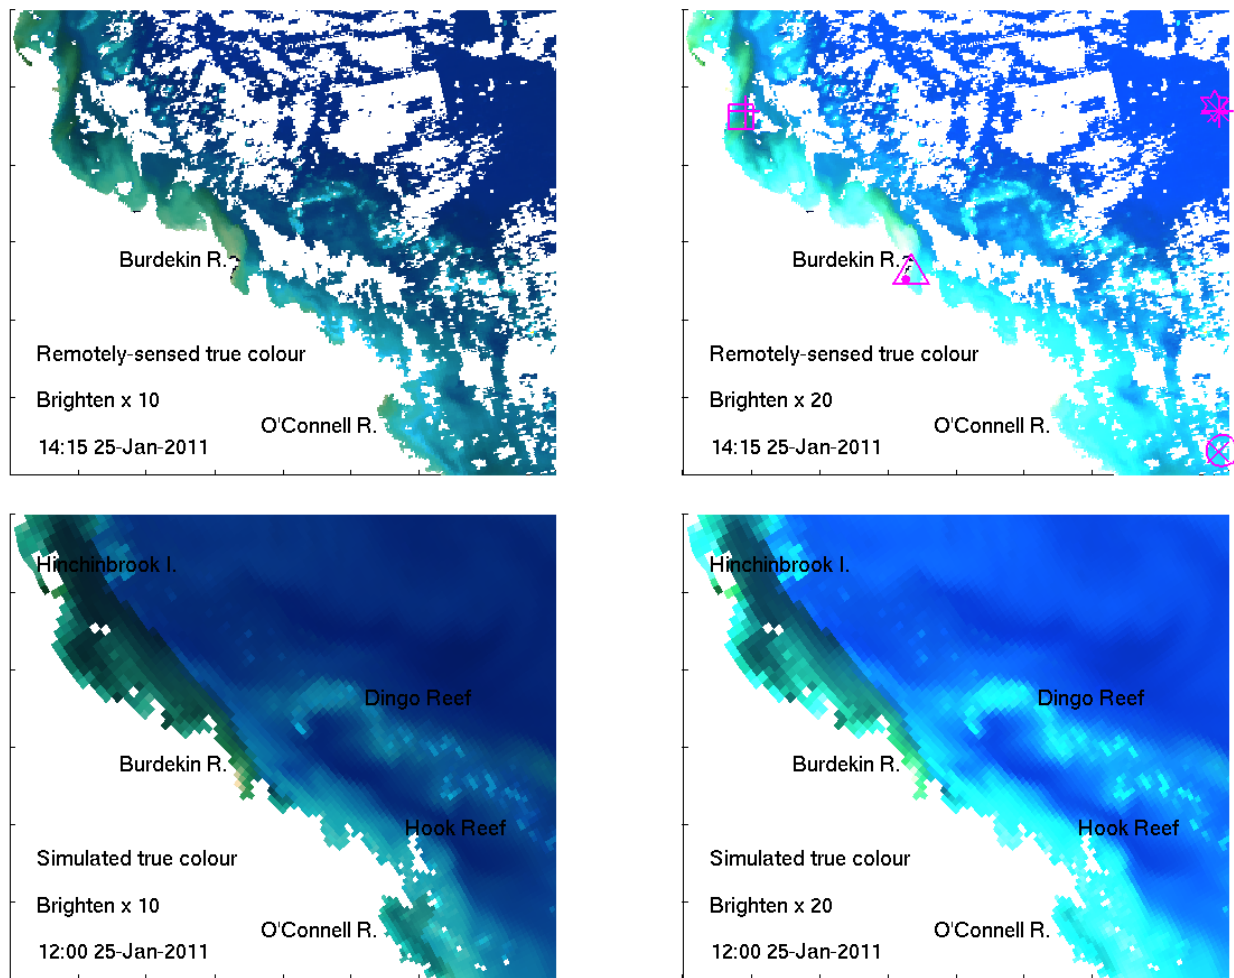 Burdekin R.
Remotely-sensed true colour
Brighten x 10
O'Connell R.
14:15 25-Jan-2011
Burdekin R.
Remotely-sensed true colour
Brighten x 20
O'Connell R.
14:15 25-Jan-2011
Hinchinbrook I.
Dingo Reef
Burdekin R.
Hook Reef
Simulated true colour
Brighten x 10
O'Connell R.
12:00 25-Jan-2011
Hinchinbrook I.
Dingo Reef
Burdekin R.
Hook Reef
Simulated true colour
Brighten x 20
O'Connell R.
12:00 25-Jan-2011